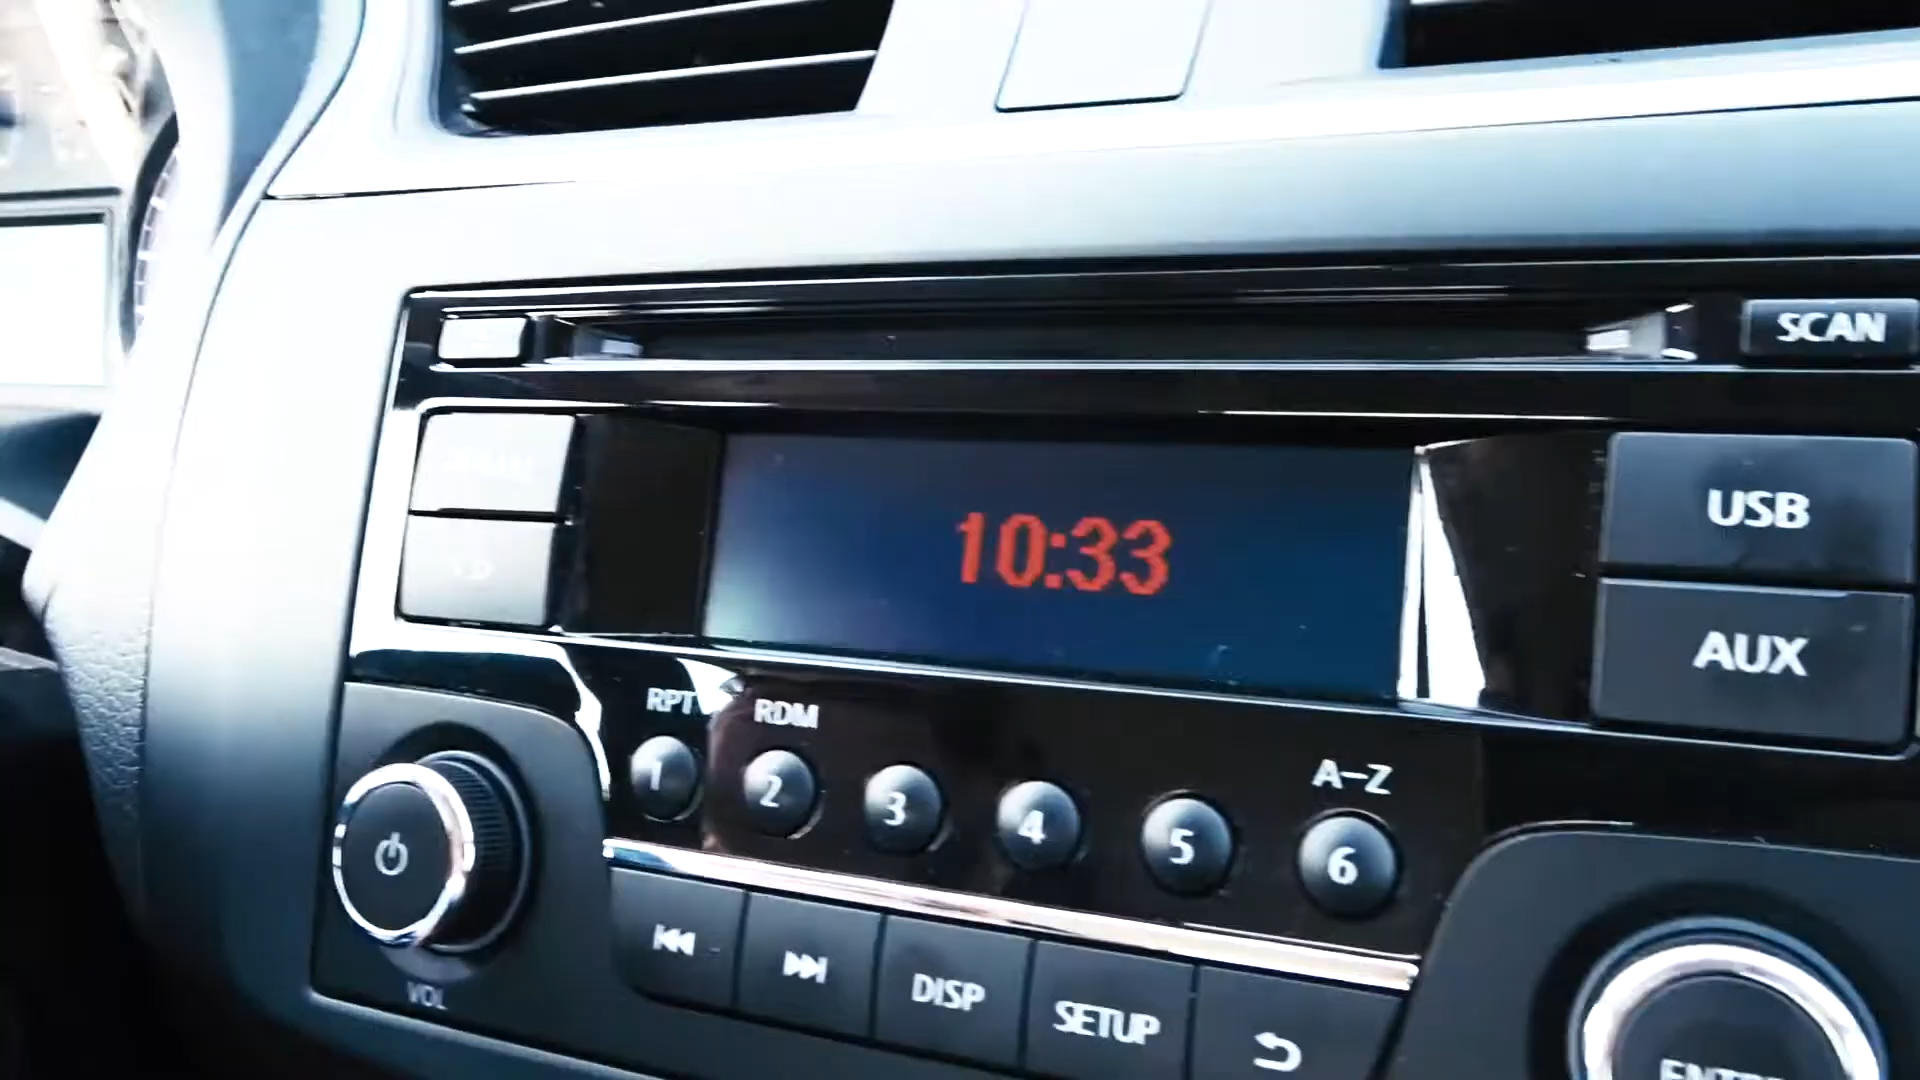 SCAN
10:33
USB
AUX
RPT RDM
A-Z
1 2 3 4 5 6
VOL
DISP SETUP